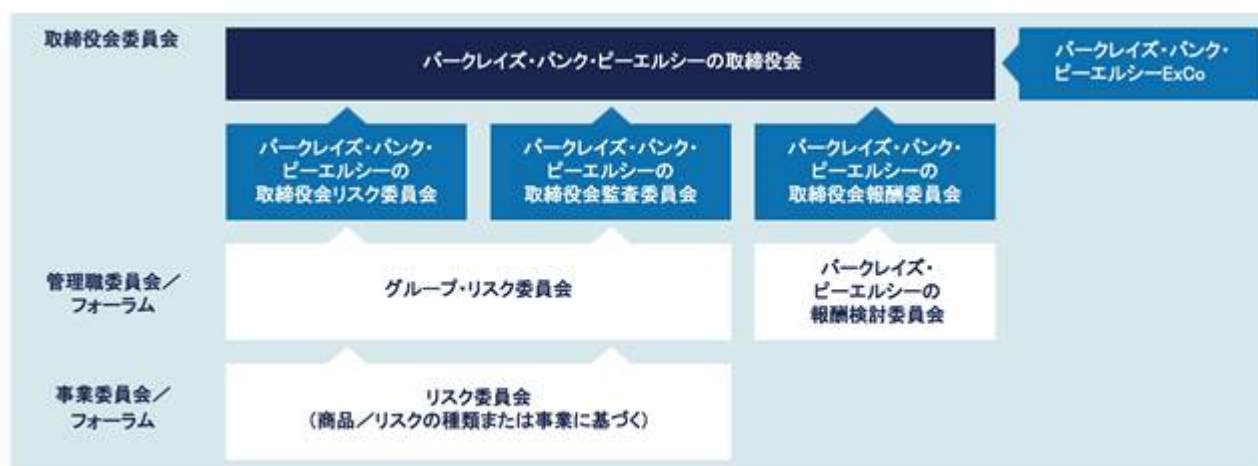 取締役会委員会
バークレイズ・バンク・ピーエルシーの取締役会
バークレイズ・バンク・
ピーエルシーExCo
バークレイズ・バンク・
ピーエルシーの
取締役会リスク委員会
バークレイズ・バンク・
ピーエルシーの
取締役会監査委員会
バークレイズ・バンク・
ピーエルシーの
取締役会報酬委員会
管理職委員会／
フォーラム
グループ・リスク委員会
バークレイズ・
ピーエルシーの
報酬検討委員会
事業委員会／
フォーラム
リスク委員会
（商品／リスクの種類または事業に基づく）